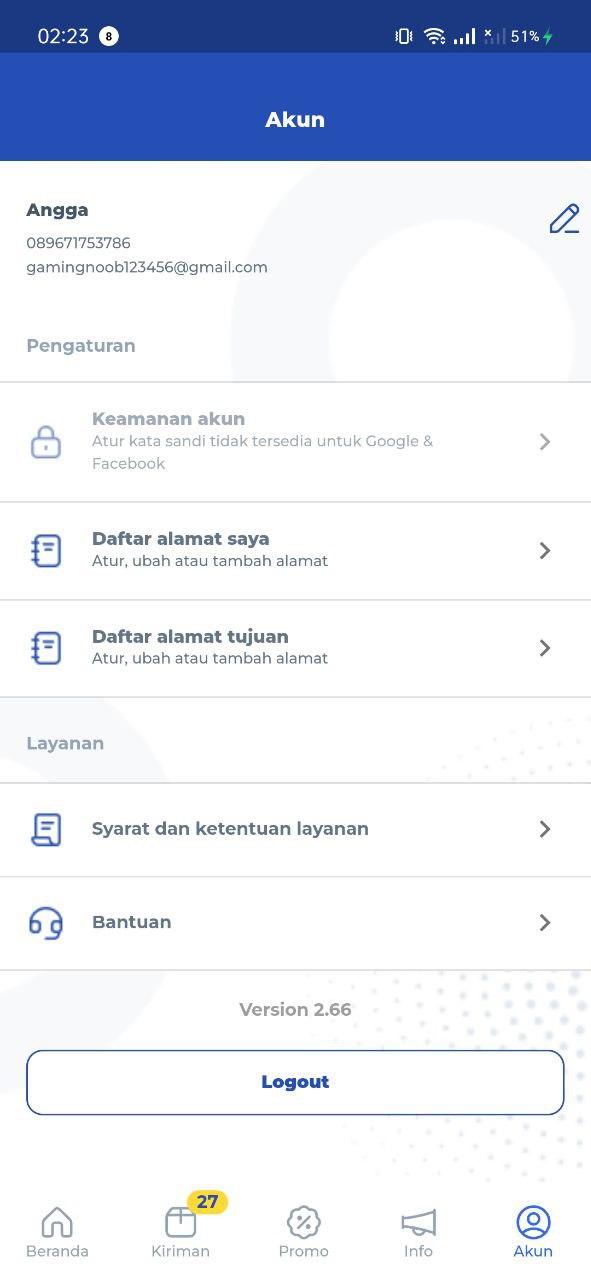 02:23 8 51%
Akun
Angga
089671753786
gamingnoob123456@gmail.com
Pengaturan
Keamanan akun
Atur kata sandi tidak tersedia untuk Google &
Facebook
Daftar alamat saya
Atur, ubah atau tambah alamat
Daftar alamat tujuan
Atur, ubah atau tambah alamat
Layanan
Syarat dan ketentuan layanan
Bantuan
Version 2.66
Logout
27
Beranda Kiriman Promo Info Akun